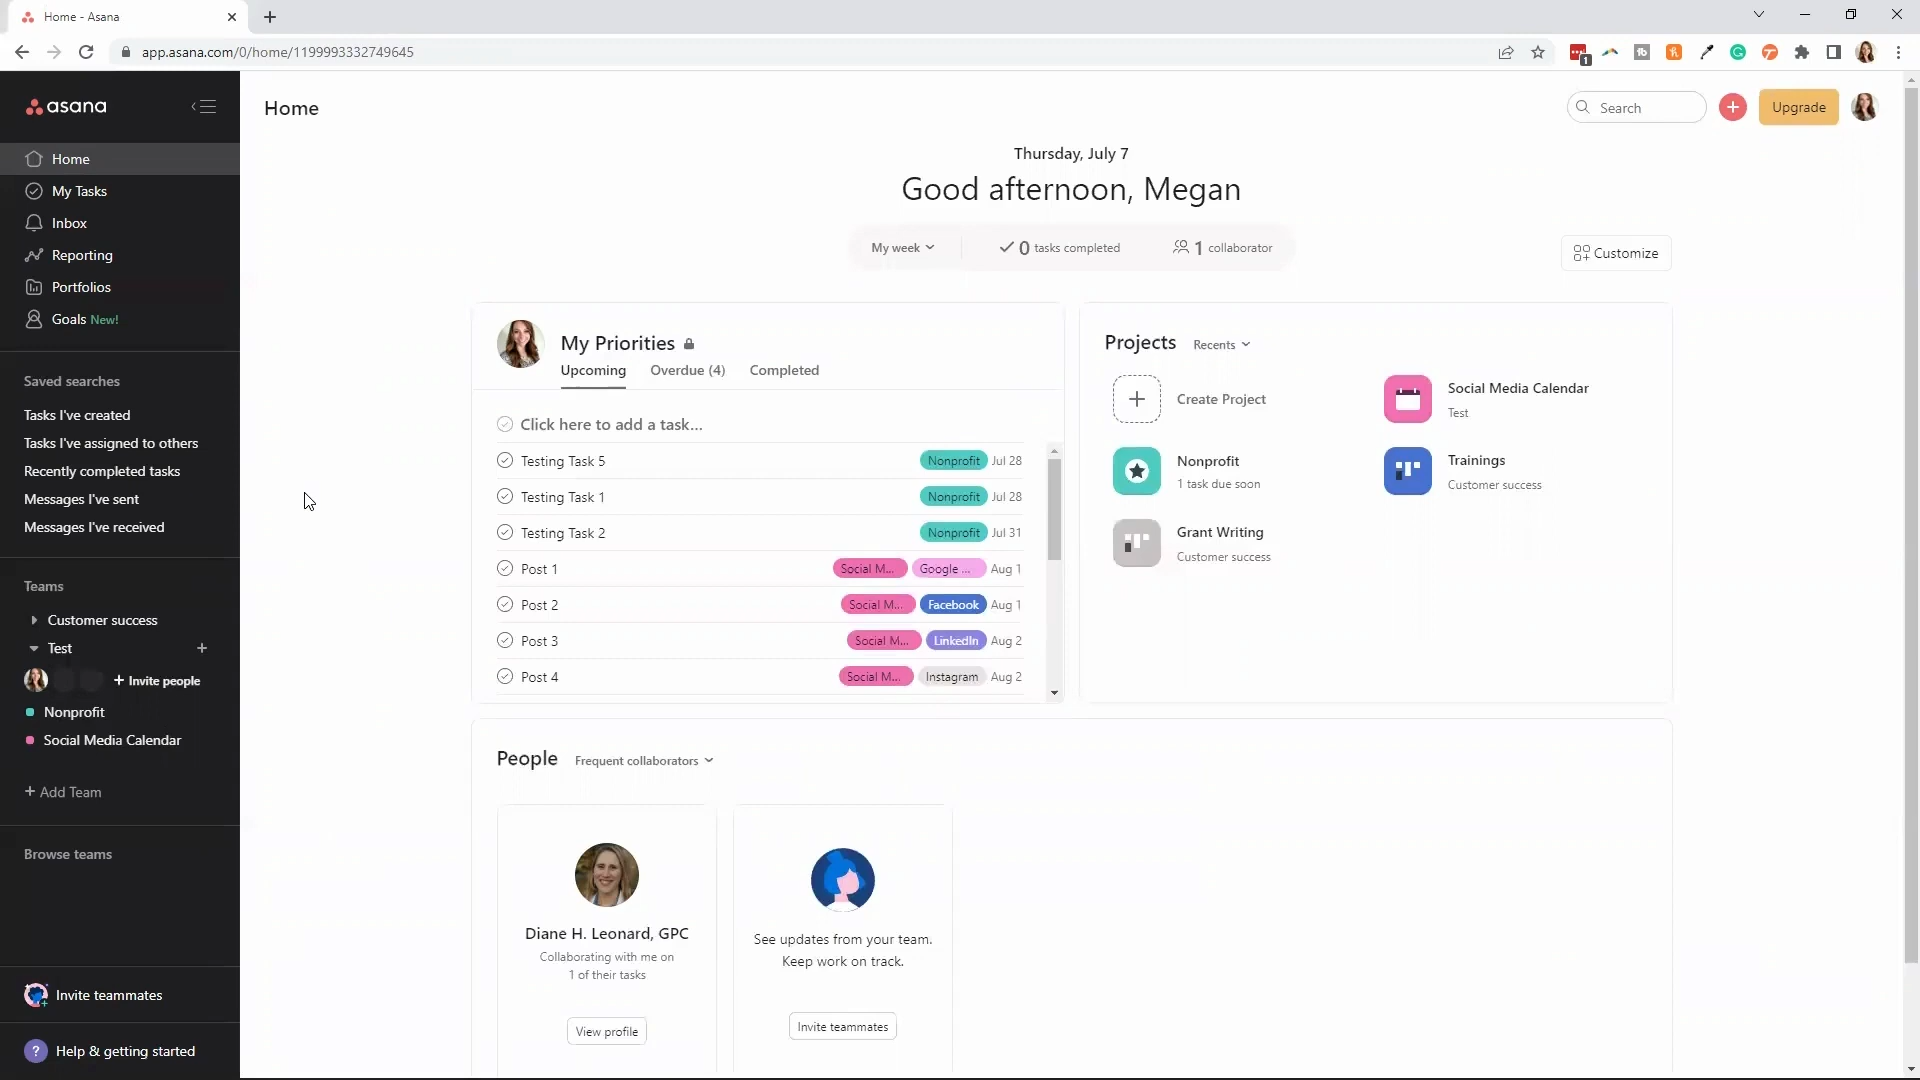 Home - Asana
app.asana.com/0/home/1199993332749645
1
asana
Home
My Tasks
Inbox
Reporting
Portfolios
Goals New!
Saved searches
Tasks I've created
Tasks I've assigned to others
Recently completed tasks
Messages I've sent
Messages I've received
Teams
Customer success
Test
+ Invite people
Nonprofit
Social Media Calendar
+ Add Team
Browse teams
Invite teammates
? Help & getting started
Home
Search
Upgrade
Thursday, July 7
Good afternoon, Megan
My week
0 tasks completed
1 collaborator
Customize
My Priorities
Upcoming Overdue (4) Completed
Click here to add a task...
Testing Task 5 Nonprofit Jul 28
Testing Task 1 Nonprofit Jul 28
Testing Task 2 Nonprofit Jul 31
Post 1 Social M... Google ... Aug 1
Post 2 Social M... Facebook Aug 1
Post 3 Social M... LinkedIn Aug 2
Post 4 Social M... Instagram Aug 2
Projects Recents
Create Project
Social Media Calendar
Test
Nonprofit
1 task due soon
Trainings
Customer success
Grant Writing
Customer success
People Frequent collaborators
Diane H. Leonard, GPC
Collaborating with me on
1 of their tasks
View profile
See updates from your team.
Keep work on track.
Invite teammates